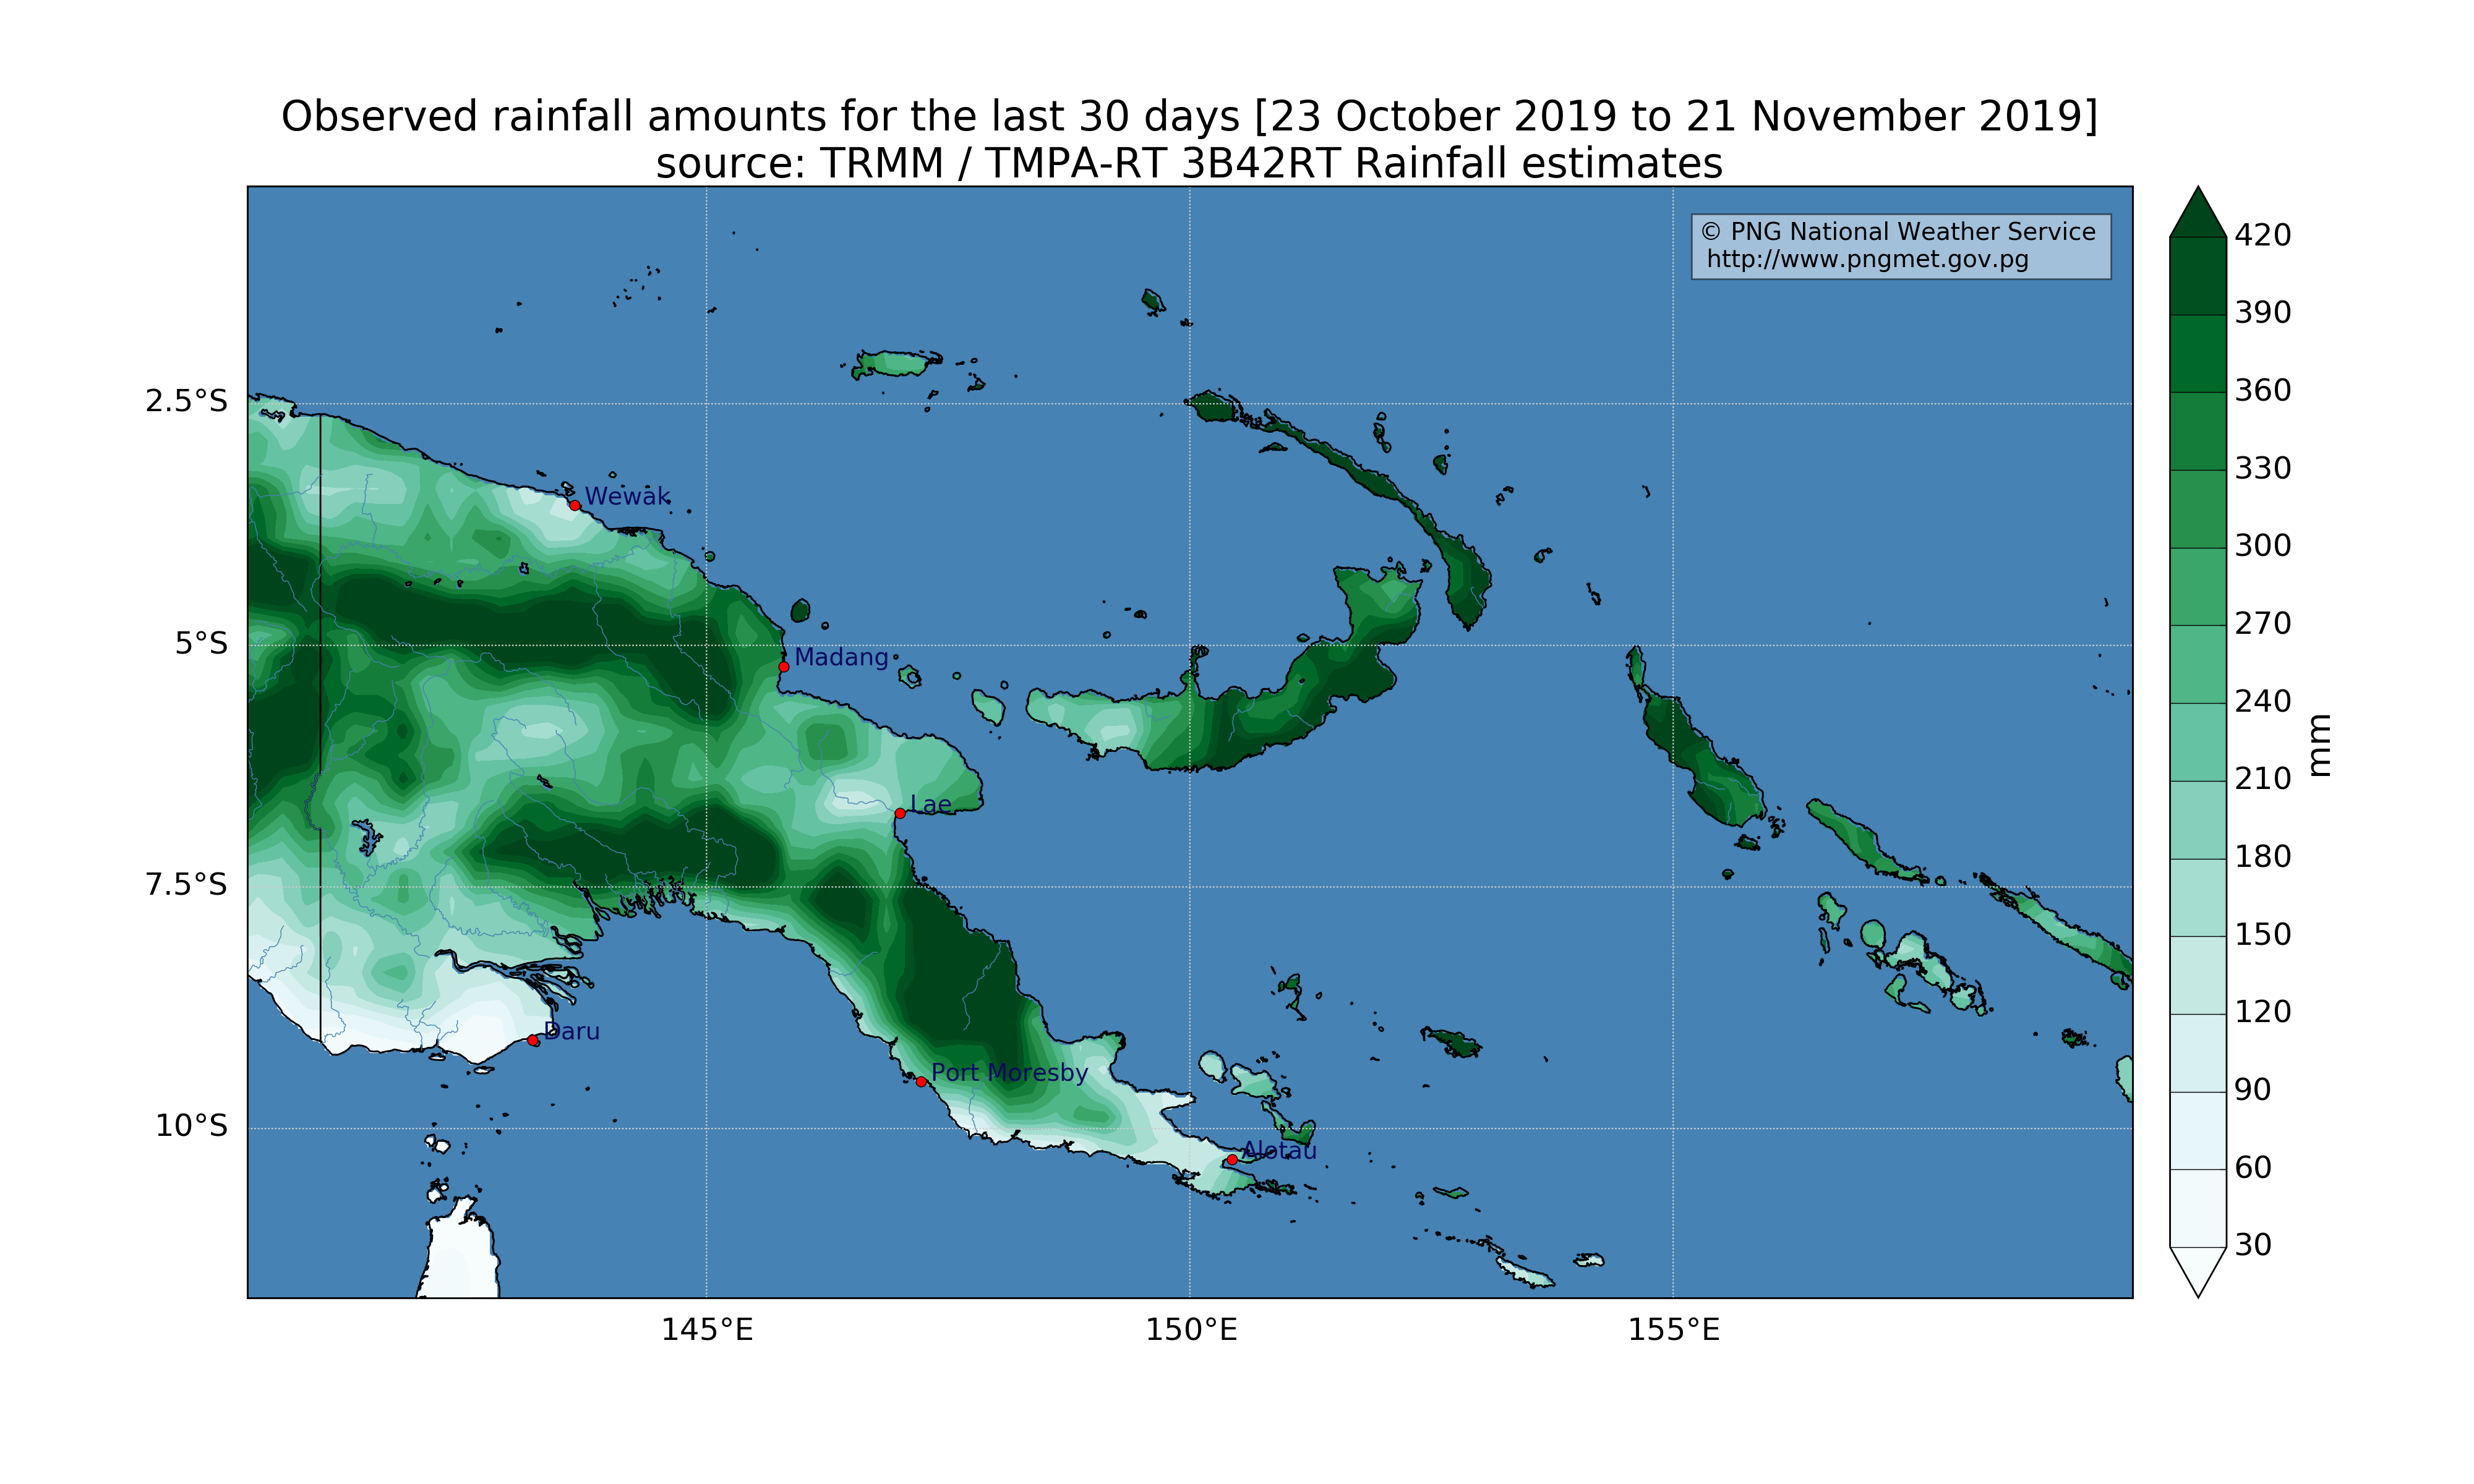 Observed rainfall amounts for the last 30 days [23 October 2019 to 21 November 2019]
source: TRMM / TMPA-RT 3B42RT Rainfall estimates
© PNG National Weather Service
http://www.pngmet.gov.pg
420
390
360
330
300
270
240
210
180
150
120
90
60
30
mm
2.5°S
5°S
7.5°S
10°S
Wewak
Madang
Lae
Daru
Port Moresby
Alotau
145°E
150°E
155°E